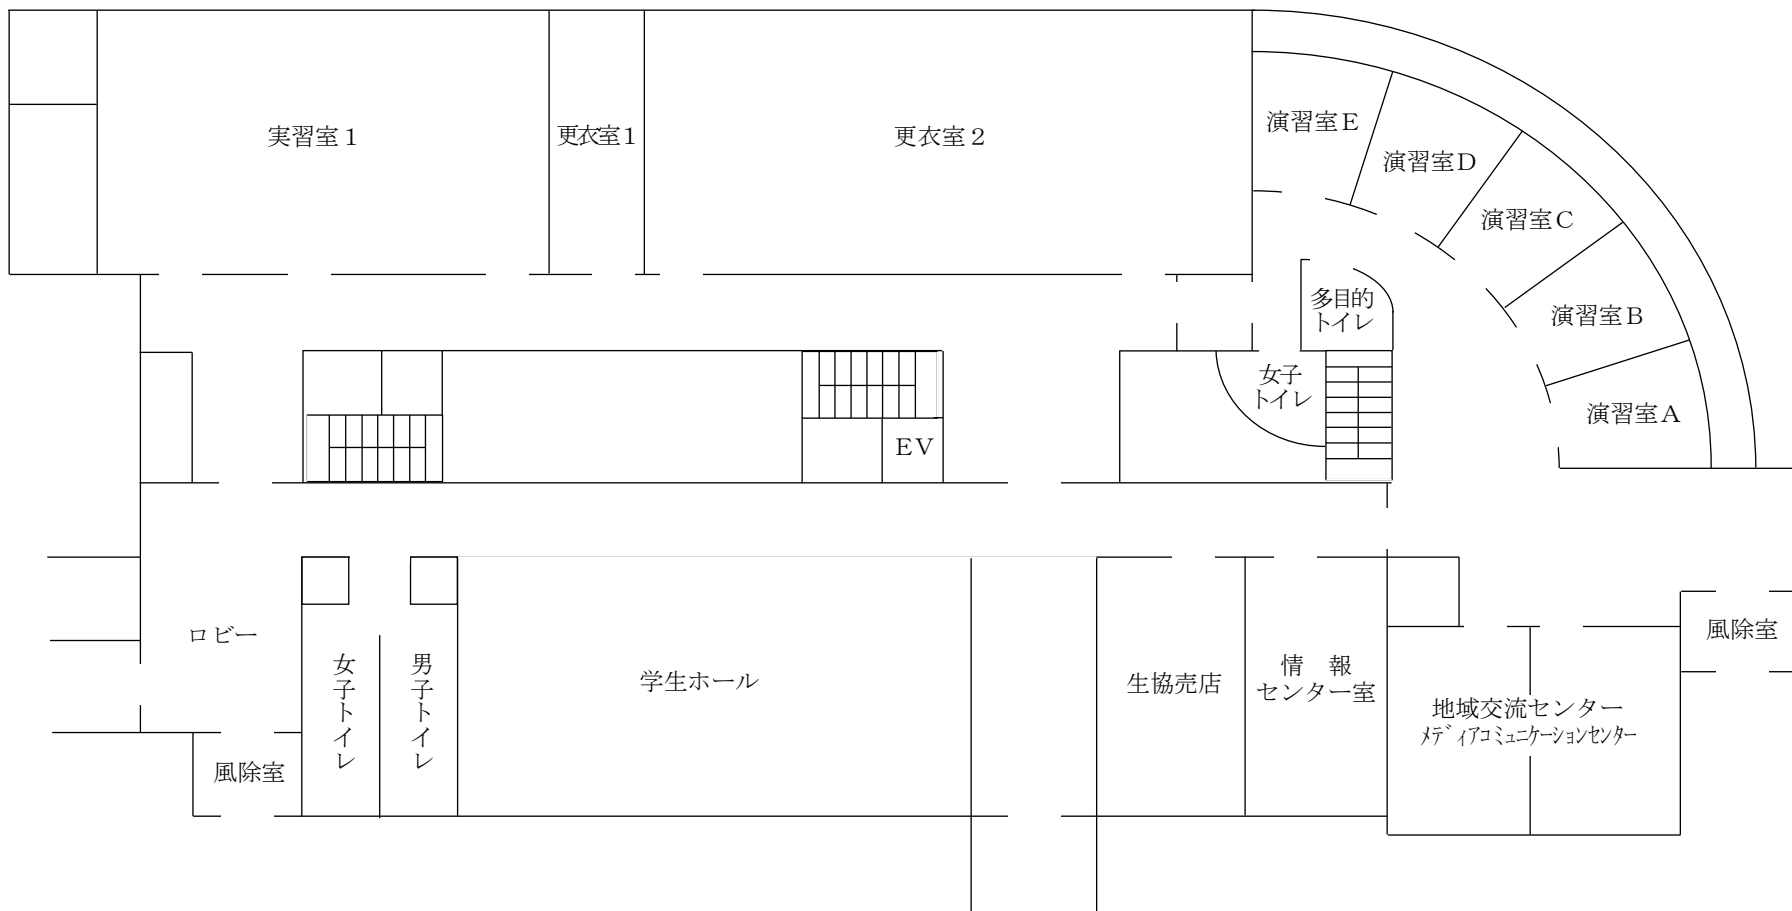 実習室１
更衣室１
更衣室２
演習室Ｅ
演習室Ｄ
演習室Ｃ
演習室Ｂ
演習室Ａ
多目的
トイレ
女子
トイレ
ＥＶ
ロビー
風除室
女子トイレ
男子トイレ
学生ホール
生協売店
情　報
センター室
地域交流センター
ﾒﾃﾞｨｱｺﾐｭﾆｹｰｼｮﾝｾﾝﾀｰ
風除室